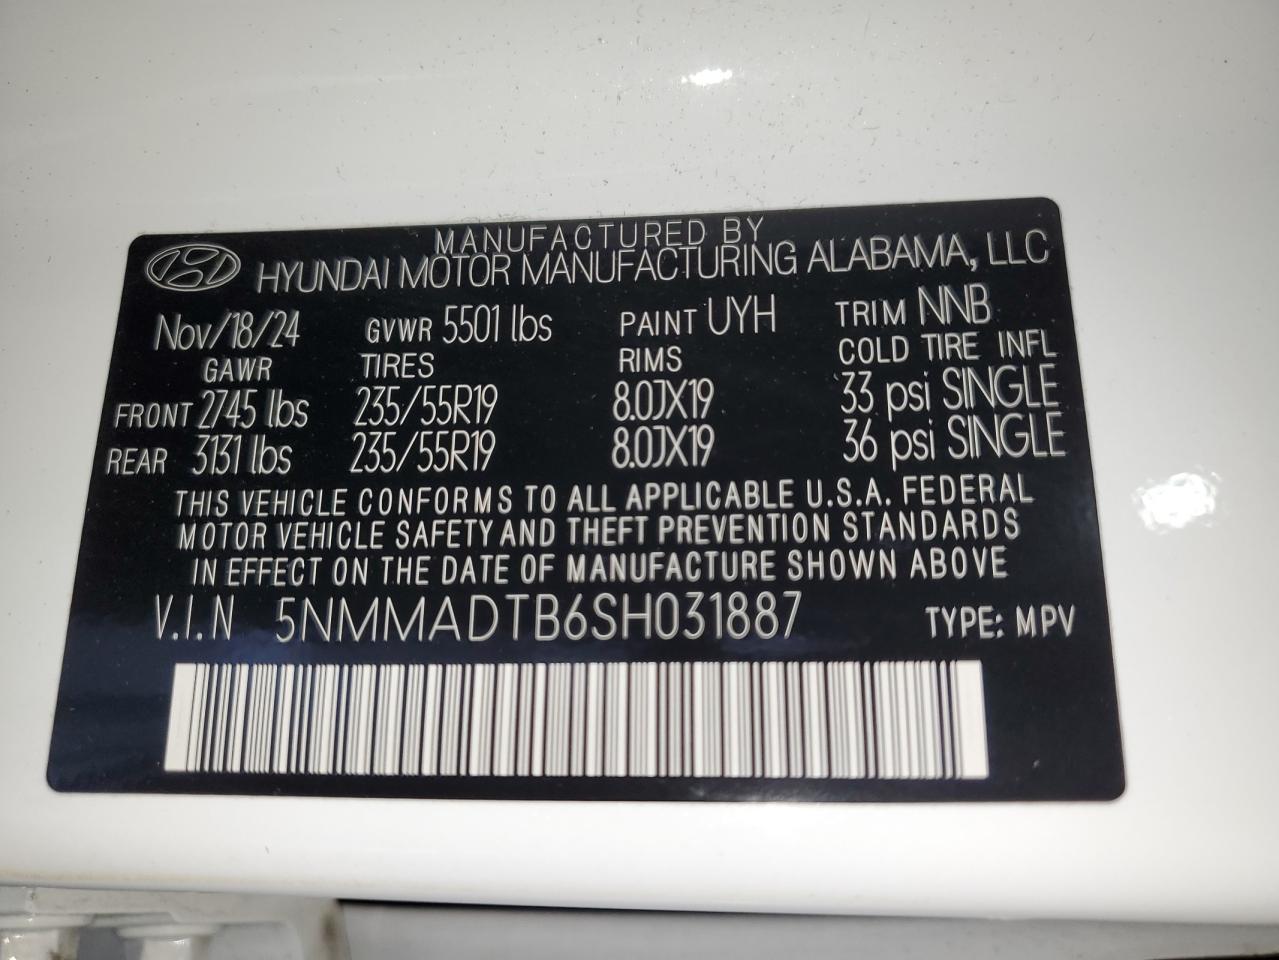 MANUFACTURED BY
HYUNDAI MOTOR MANUFACTURING ALABAMA, LLC
Nov/18/24 GVWR 5501 lbs PAINT UYH TRIM NNB
GAWR TIRES RIMS COLD TIRE INFL
FRONT 2745 lbs 235/55R19 8.0JX19 33 psi SINGLE
REAR 3131 lbs 235/55R19 8.0JX19 36 psi SINGLE
THIS VEHICLE CONFORMS TO ALL APPLICABLE U.S.A. FEDERAL
MOTOR VEHICLE SAFETY AND THEFT PREVENTION STANDARDS
IN EFFECT ON THE DATE OF MANUFACTURE SHOWN ABOVE
V.I.N 5NMMADTB6SH031887 TYPE: MPV